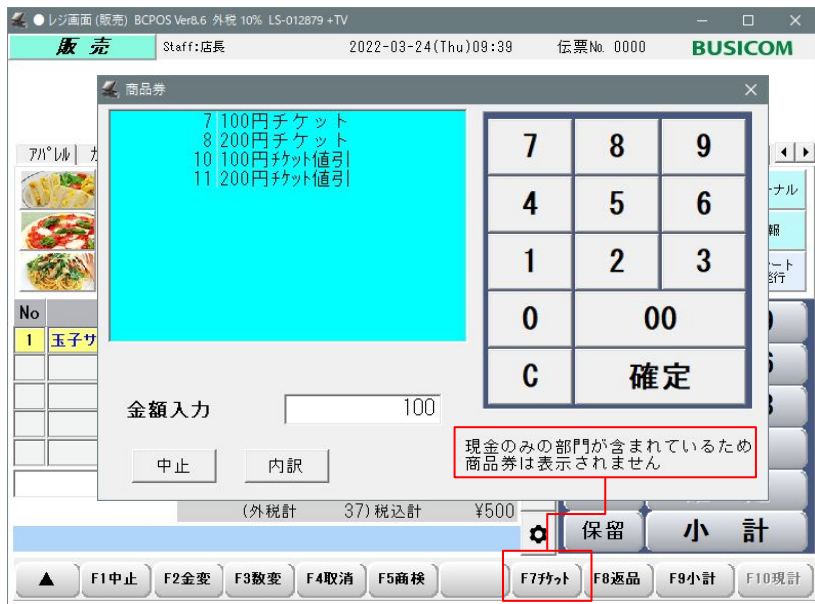 レジ画面 (販売) BCPOS Ver8.6 外税 10% LS-012879 +TV
販 売 Staff:店長 2022-03-24(Thu)09:39 伝票No. 0000 BUSICOM
商品券
7 100円チケット
8 200円チケット
10 100円ﾁｹｯﾄ値引
11 200円ﾁｹｯﾄ値引
7 8 9
4 5 6
1 2 3
0 00
C 確定
ｱﾊﾟﾚﾙ
ーナル
報
ート
No
1 玉子サ
金額入力 100
中止 内訳
現金のみの部門が含まれているため
商品券は表示されません
(外税計 37)税込計 ¥500
保留 小 計
▲ F1中止 F2金変 F3数変 F4取消 F5商検 F7ﾁｹｯﾄ F8返品 F9小計 F10現計